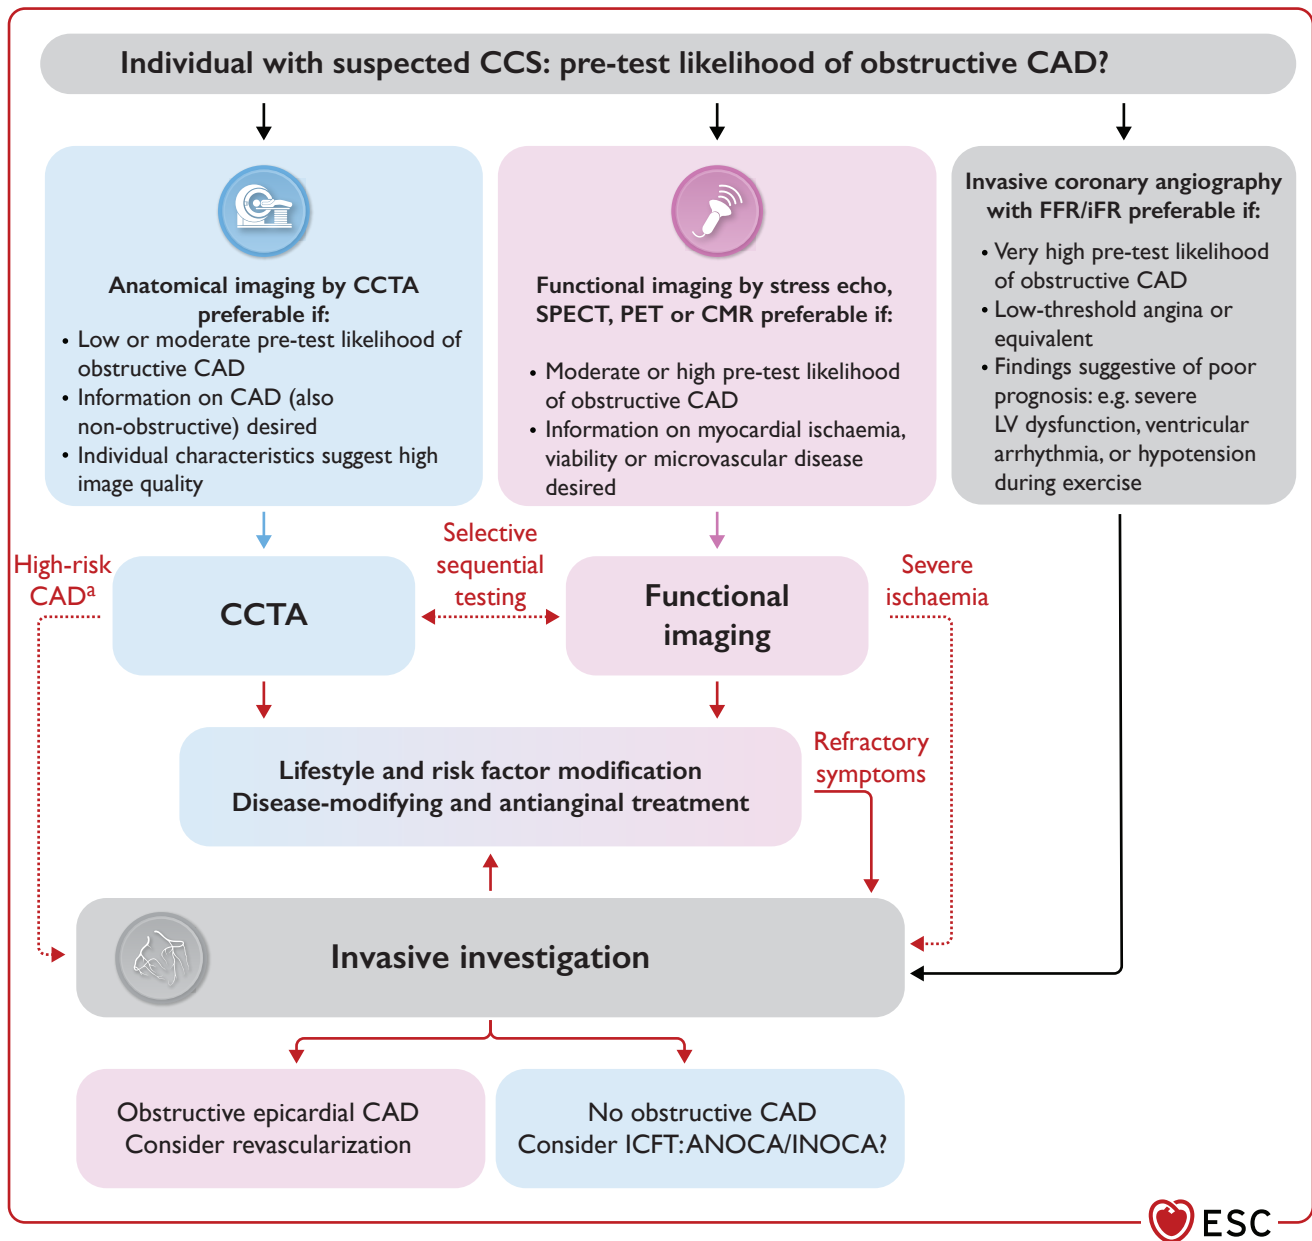 Individual with suspected CCS: pre-test likelihood of obstructive CAD?
Anatomical imaging by CCTA
preferable if:
• Low or moderate pre-test likelihood of
obstructive CAD
• Information on CAD (also
non-obstructive) desired
• Individual characteristics suggest high
image quality
Functional imaging by stress echo,
SPECT, PET or CMR preferable if:
• Moderate or high pre-test likelihood
of obstructive CAD
• Information on myocardial ischaemia,
viability or microvascular disease
desired
Invasive coronary angiography
with FFR/iFR preferable if:
• Very high pre-test likelihood
of obstructive CAD
• Low-threshold angina or
equivalent
• Findings suggestive of poor
prognosis: e.g. severe
LV dysfunction, ventricular
arrhythmia, or hypotension
during exercise
High-risk
CADᵃ
CCTA
Selective
sequential
testing
Functional
imaging
Severe
ischaemia
Lifestyle and risk factor modification
Disease-modifying and antianginal treatment
Refractory
symptoms
Invasive investigation
Obstructive epicardial CAD
Consider revascularization
No obstructive CAD
Consider ICFT: ANOCA/INOCA?
ESC